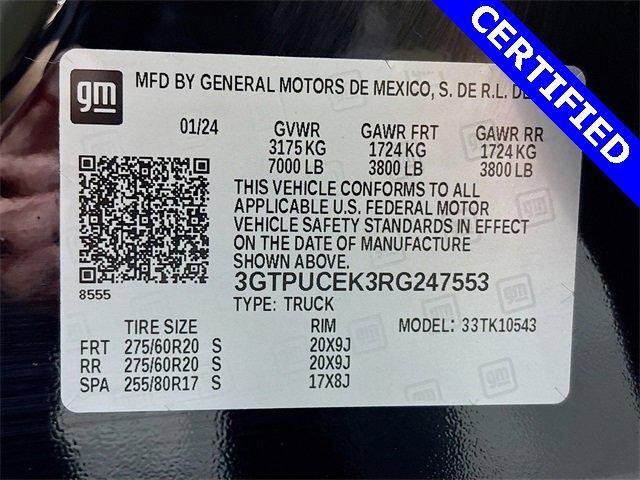 CERTIFIED
gm
MFD BY GENERAL MOTORS DE MEXICO, S. DE R.L. DE
01/24 GVWR GAWR FRT GAWR RR
3175 KG 1724 KG 1724 KG
7000 LB 3800 LB 3800 LB
THIS VEHICLE CONFORMS TO ALL
APPLICABLE U.S. FEDERAL MOTOR
VEHICLE SAFETY STANDARDS IN EFFECT
ON THE DATE OF MANUFACTURE
SHOWN ABOVE.
8555
3GTPUCEK3RG247553
TYPE: TRUCK
TIRE SIZE RIM MODEL: 33TK10543
FRT 275/60R20 S 20X9J
RR 275/60R20 S 20X9J
SPA 255/80R17 S 17X8J